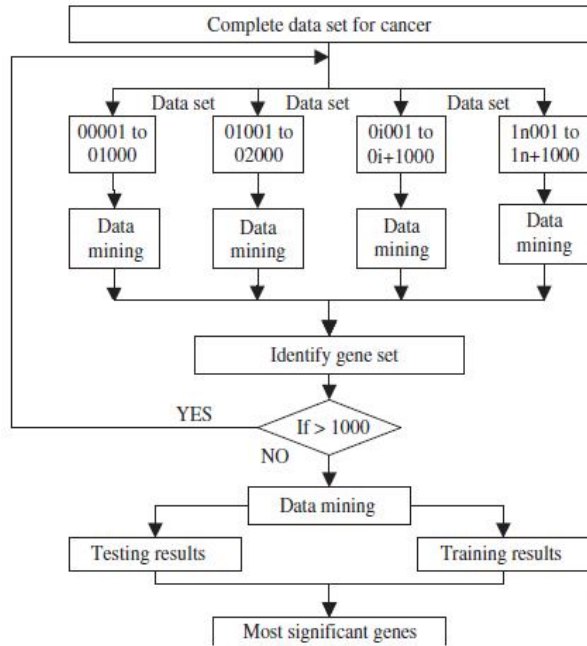 Complete data set for cancer
Data set
Data set
Data set
00001 to
01000
01001 to
02000
0i001 to
0i+1000
1n001 to
1n+1000
Data
mining
Data
mining
Data
mining
Data
mining
Identify gene set
YES
If > 1000
NO
Data mining
Testing results
Training results
Most significant genes